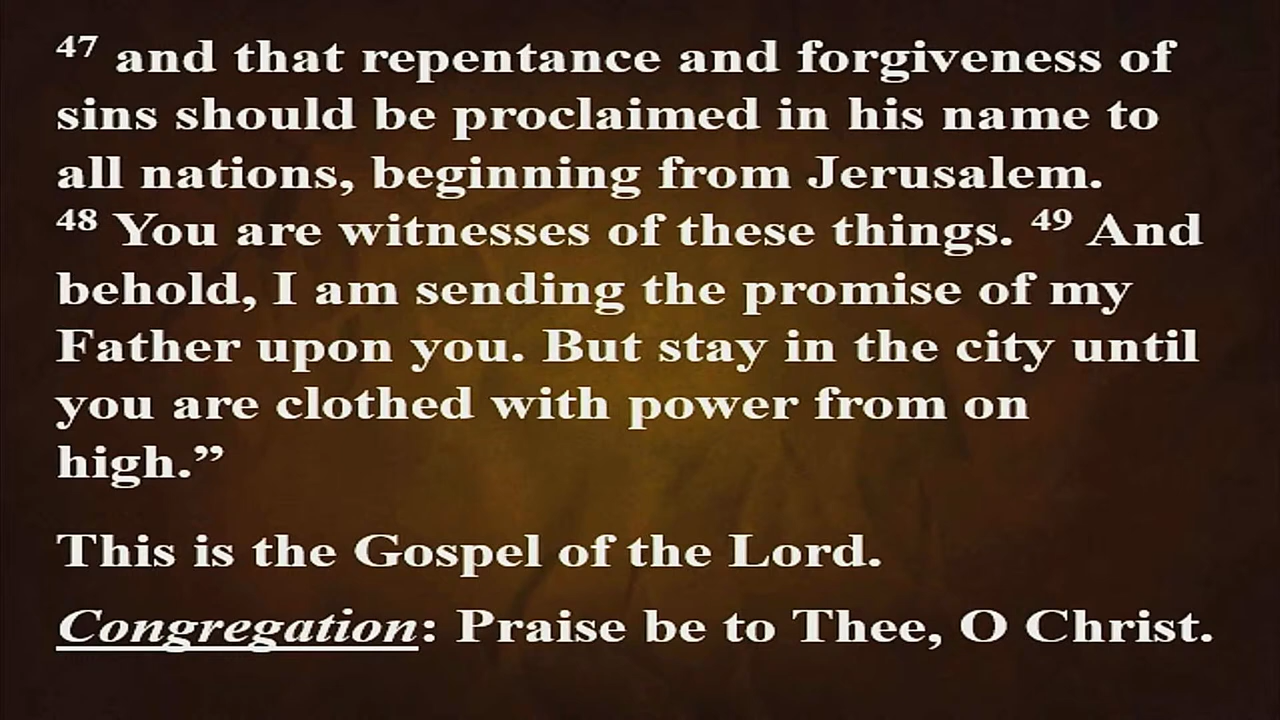 47 and that repentance and forgiveness of
sins should be proclaimed in his name to
all nations, beginning from Jerusalem.
48 You are witnesses of these things. 49 And
behold, I am sending the promise of my
Father upon you. But stay in the city until
you are clothed with power from on
high.”
This is the Gospel of the Lord.
Congregation: Praise be to Thee, O Christ.